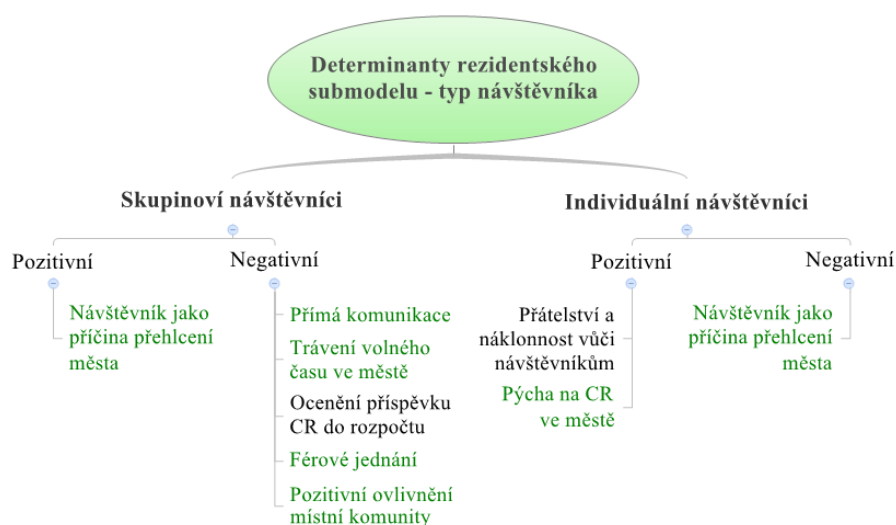 Determinanty rezidentského
submodelu - typ návštěvníka
Skupinoví návštěvníci
Individuální návštěvníci
Pozitivní
Negativní
Pozitivní
Negativní
Návštěvník jako
příčina přehlcení
města
Přímá komunikace
Trávení volného
času ve městě
Ocenění příspěvku
CR do rozpočtu
Férové jednání
Pozitivní ovlivnění
místní komunity
Přátelství a
náklonnost vůči
návštěvníkům
Pýcha na CR
ve městě
Návštěvník jako
příčina přehlcení
města